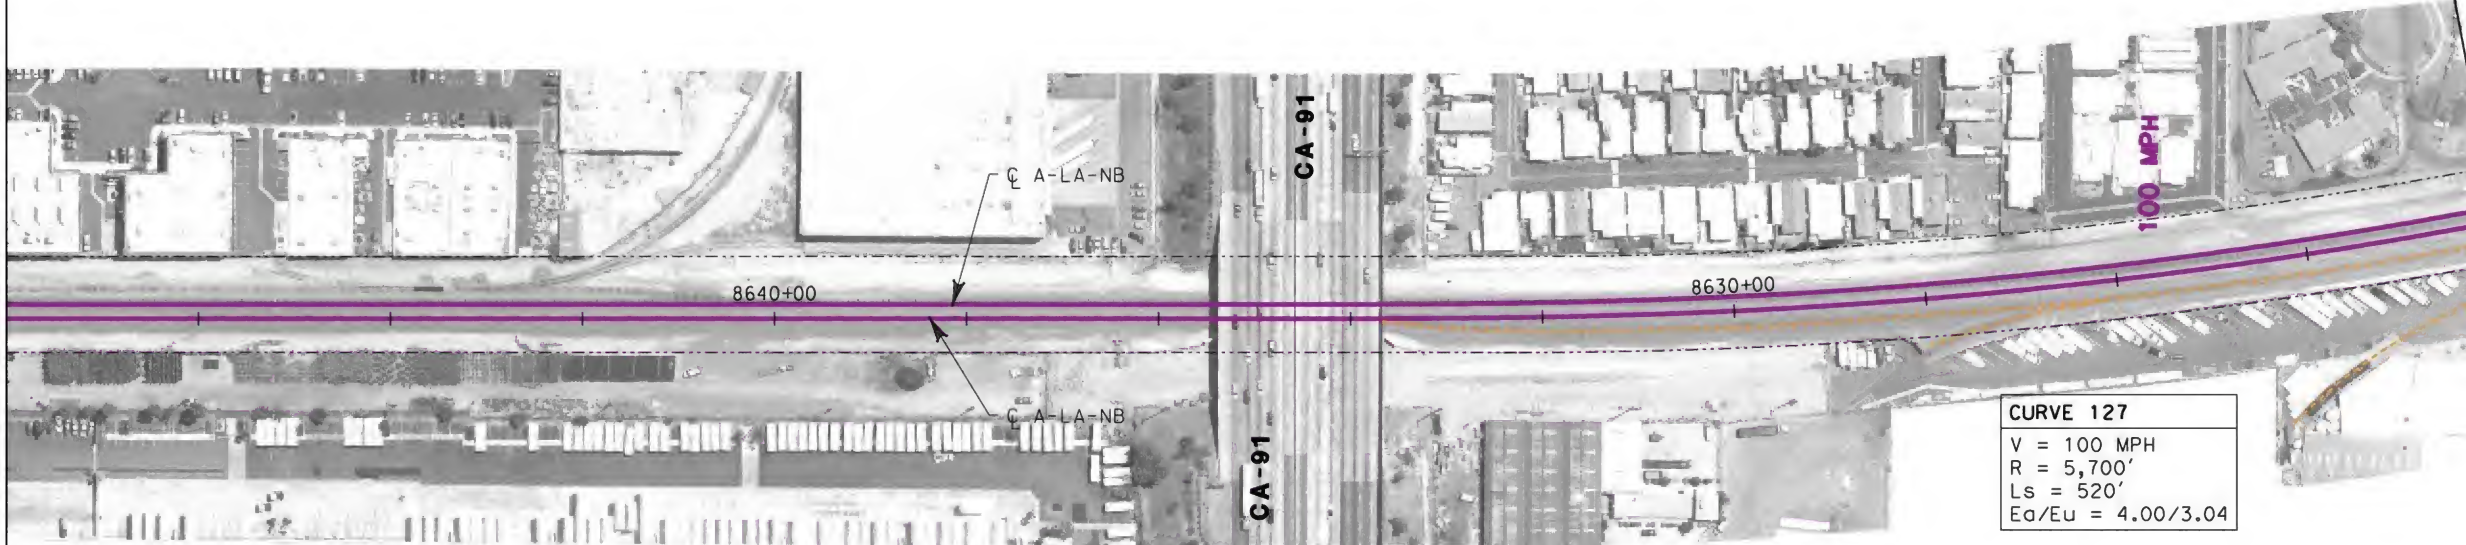 CA-91
100 MPH
℄ A-LA-NB
8640+00
8630+00
℄ A-LA-NB
CA-91
CURVE 127
V = 100 MPH
R = 5,700'
Ls = 520'
Ea/Eu = 4.00/3.04